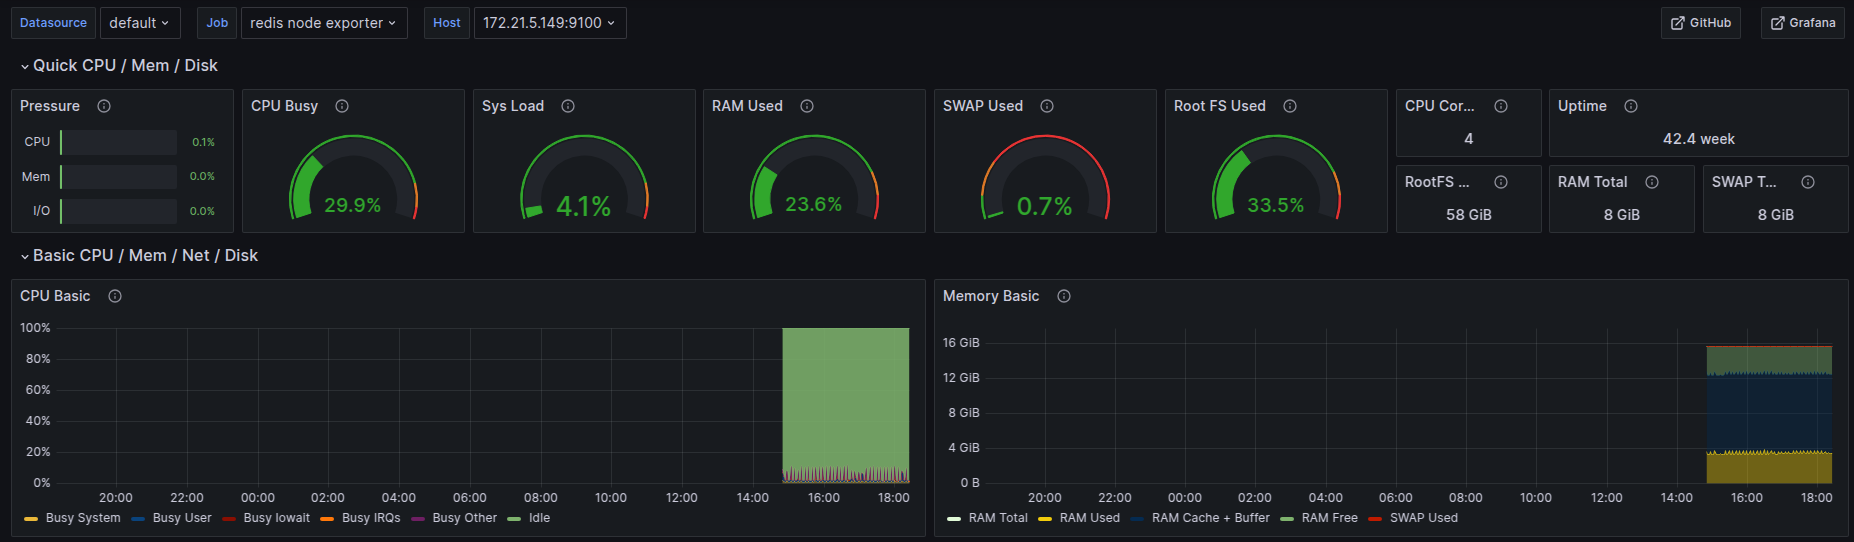 Datasource default Job redis node exporter Host 172.21.5.149:9100 GitHub Grafana
Quick CPU / Mem / Disk
Pressure CPU Busy Sys Load RAM Used SWAP Used Root FS Used CPU Cor... Uptime
CPU 0.1%
Mem 0.0%
I/O 0.0%
29.9%
4.1%
23.6%
0.7%
33.5%
4
42.4 week
RootFS ... RAM Total SWAP T...
58 GiB 8 GiB 8 GiB
Basic CPU / Mem / Net / Disk
CPU Basic
100%
80%
60%
40%
20%
0%
20:00 22:00 00:00 02:00 04:00 06:00 08:00 10:00 12:00 14:00 16:00 18:00
Busy System Busy User Busy Iowait Busy IRQs Busy Other Idle
Memory Basic
16 GiB
12 GiB
8 GiB
4 GiB
0 B
20:00 22:00 00:00 02:00 04:00 06:00 08:00 10:00 12:00 14:00 16:00 18:00
RAM Total RAM Used RAM Cache + Buffer RAM Free SWAP Used